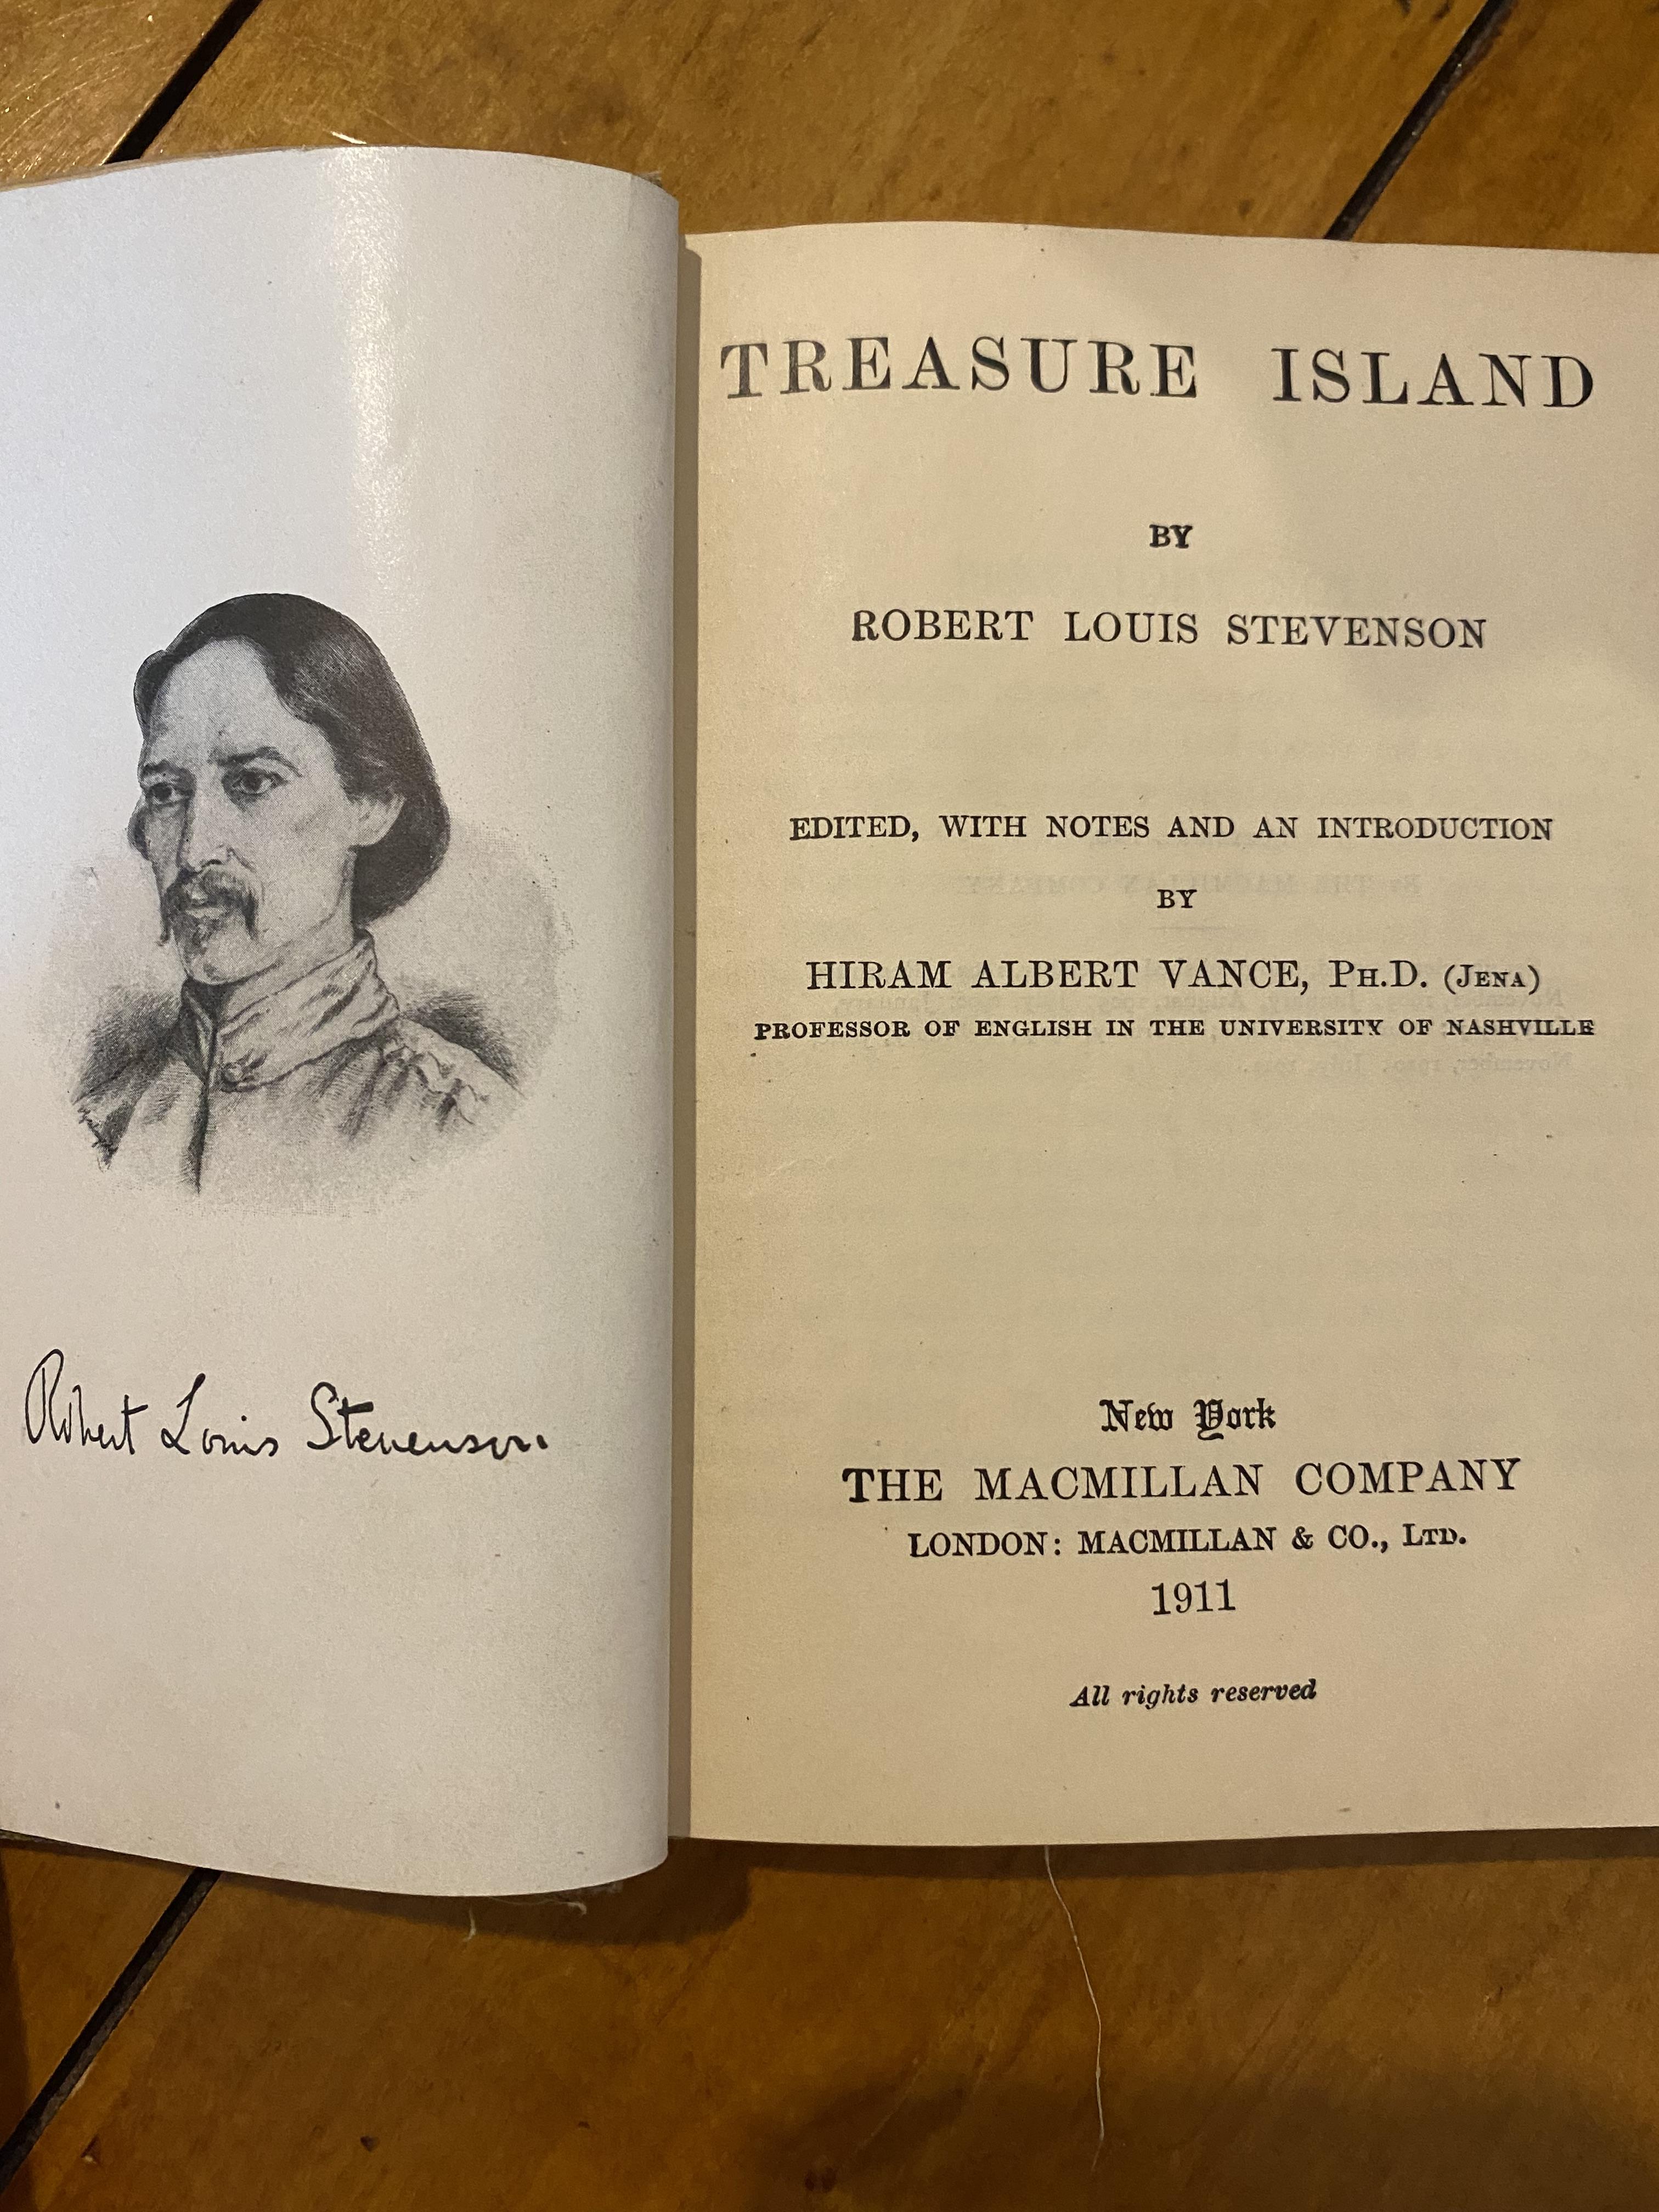 Robert Louis Stevenson.
TREASURE ISLAND
BY
ROBERT LOUIS STEVENSON
EDITED, WITH NOTES AND AN INTRODUCTION
BY
HIRAM ALBERT VANCE, PH.D. (JENA)
PROFESSOR OF ENGLISH IN THE UNIVERSITY OF NASHVILLE
New York
THE MACMILLAN COMPANY
LONDON: MACMILLAN & CO., LTD.
1911
All rights reserved